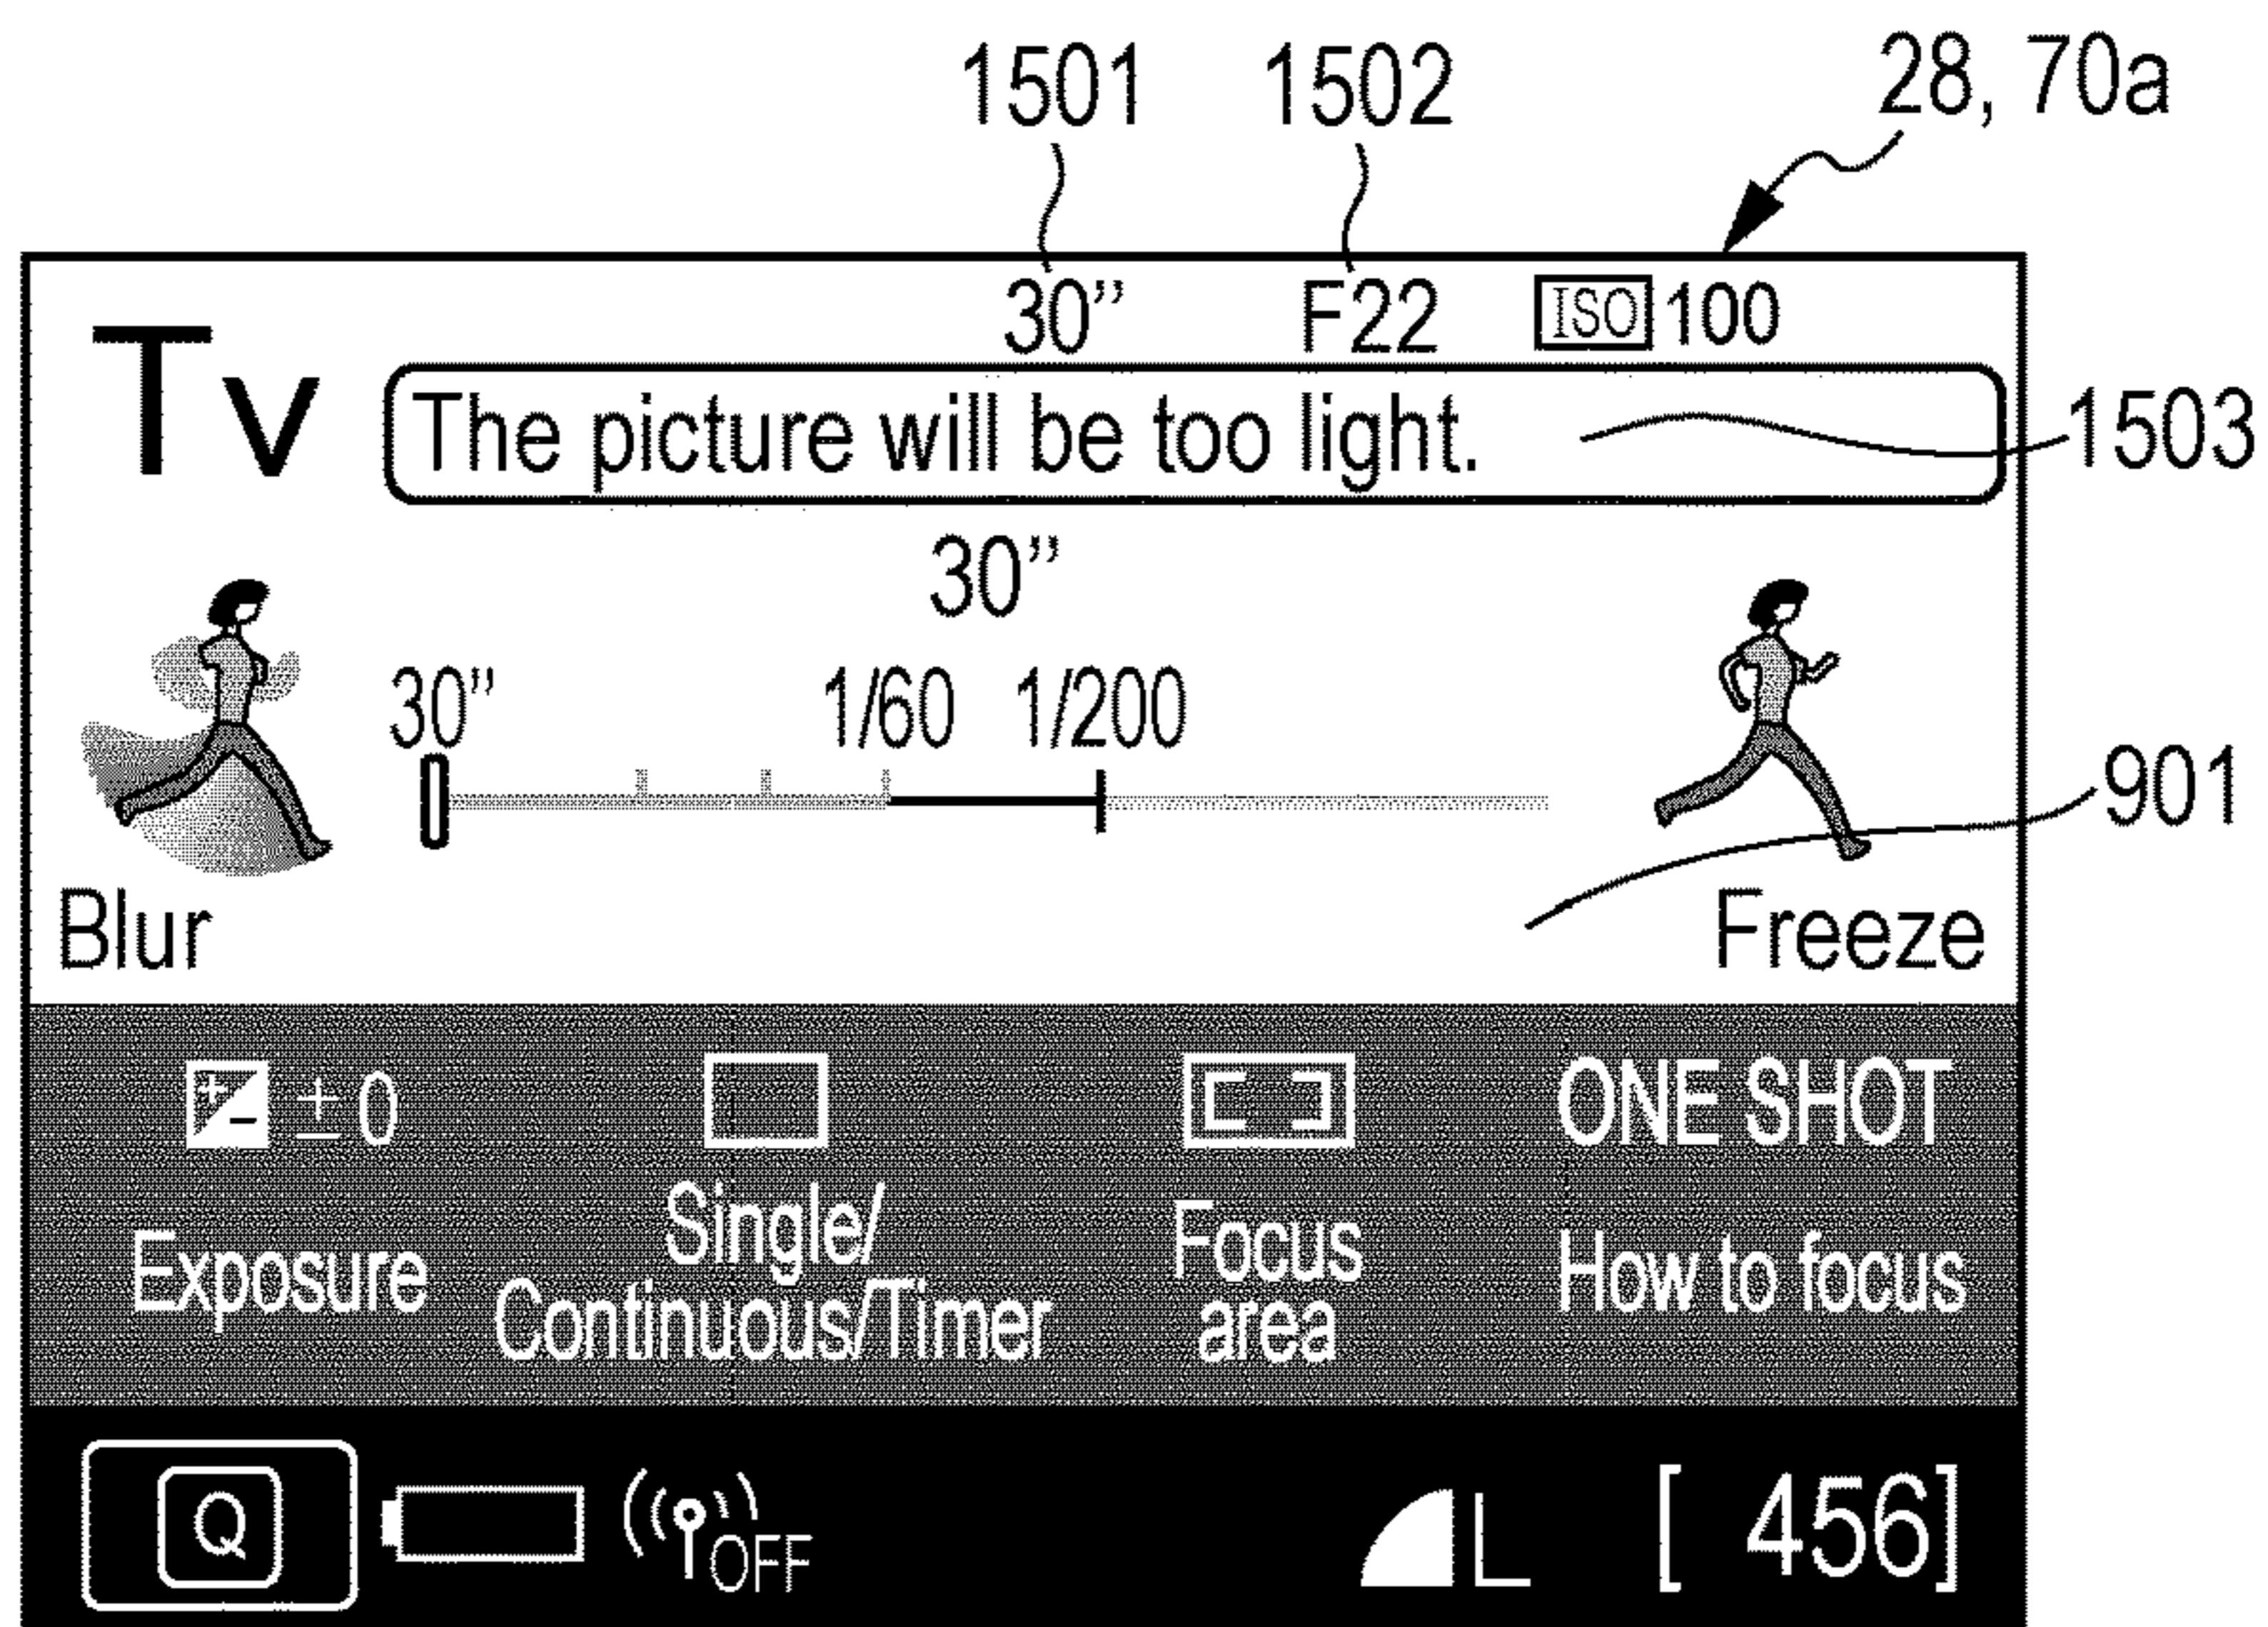 1501 1502 28, 70a
30” F22 ISO 100
Tv
The picture will be too light.
1503
30”
30” 1/60 1/200
901
Blur Freeze
±0
ONE SHOT
Exposure
Single/
Continuous/Timer
Focus
area
How to focus
Q
OFF
L
[ 456]